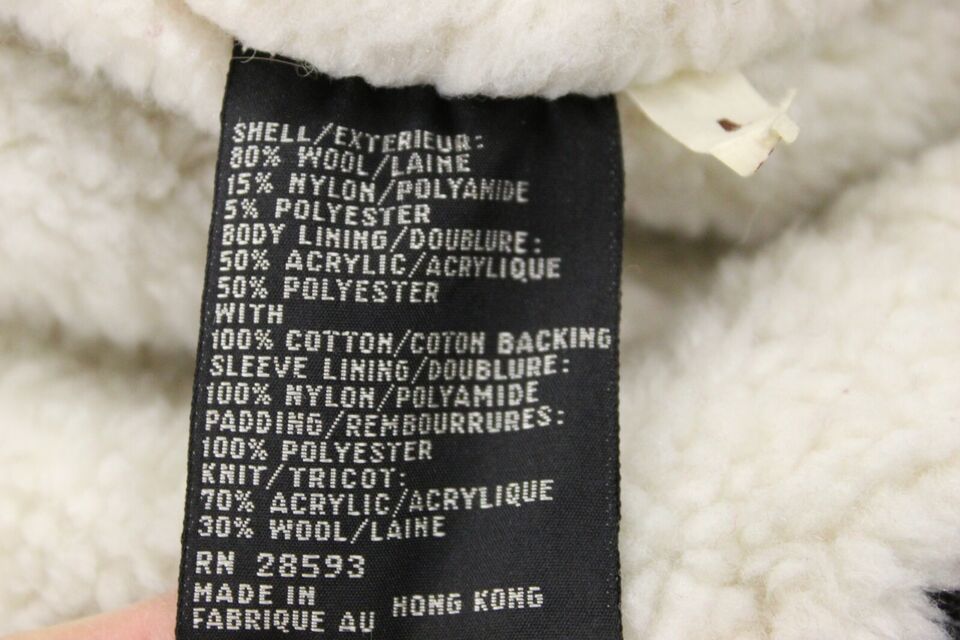 SHELL/EXTERIEUR:
80% WOOL/LAINE
15% NYLON/POLYAMIDE
5% POLYESTER
BODY LINING/DOUBLURE:
50% ACRYLIC/ACRYLIQUE
50% POLYESTER
WITH
100% COTTON/COTON BACKING
SLEEVE LINING/DOUBLURE:
100% NYLON/POLYAMIDE
PADDING/REMBOURRURES:
100% POLYESTER
KNIT/TRICOT:
70% ACRYLIC/ACRYLIQUE
30% WOOL/LAINE
RN 28593
MADE IN
FABRIQUE AU HONG KONG